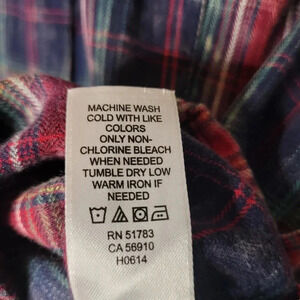 MACHINE WASH
COLD WITH LIKE
COLORS
ONLY NON-
CHLORINE BLEACH
WHEN NEEDED
TUMBLE DRY LOW
WARM IRON IF
NEEDED
RN 51783
CA 56910
H0614